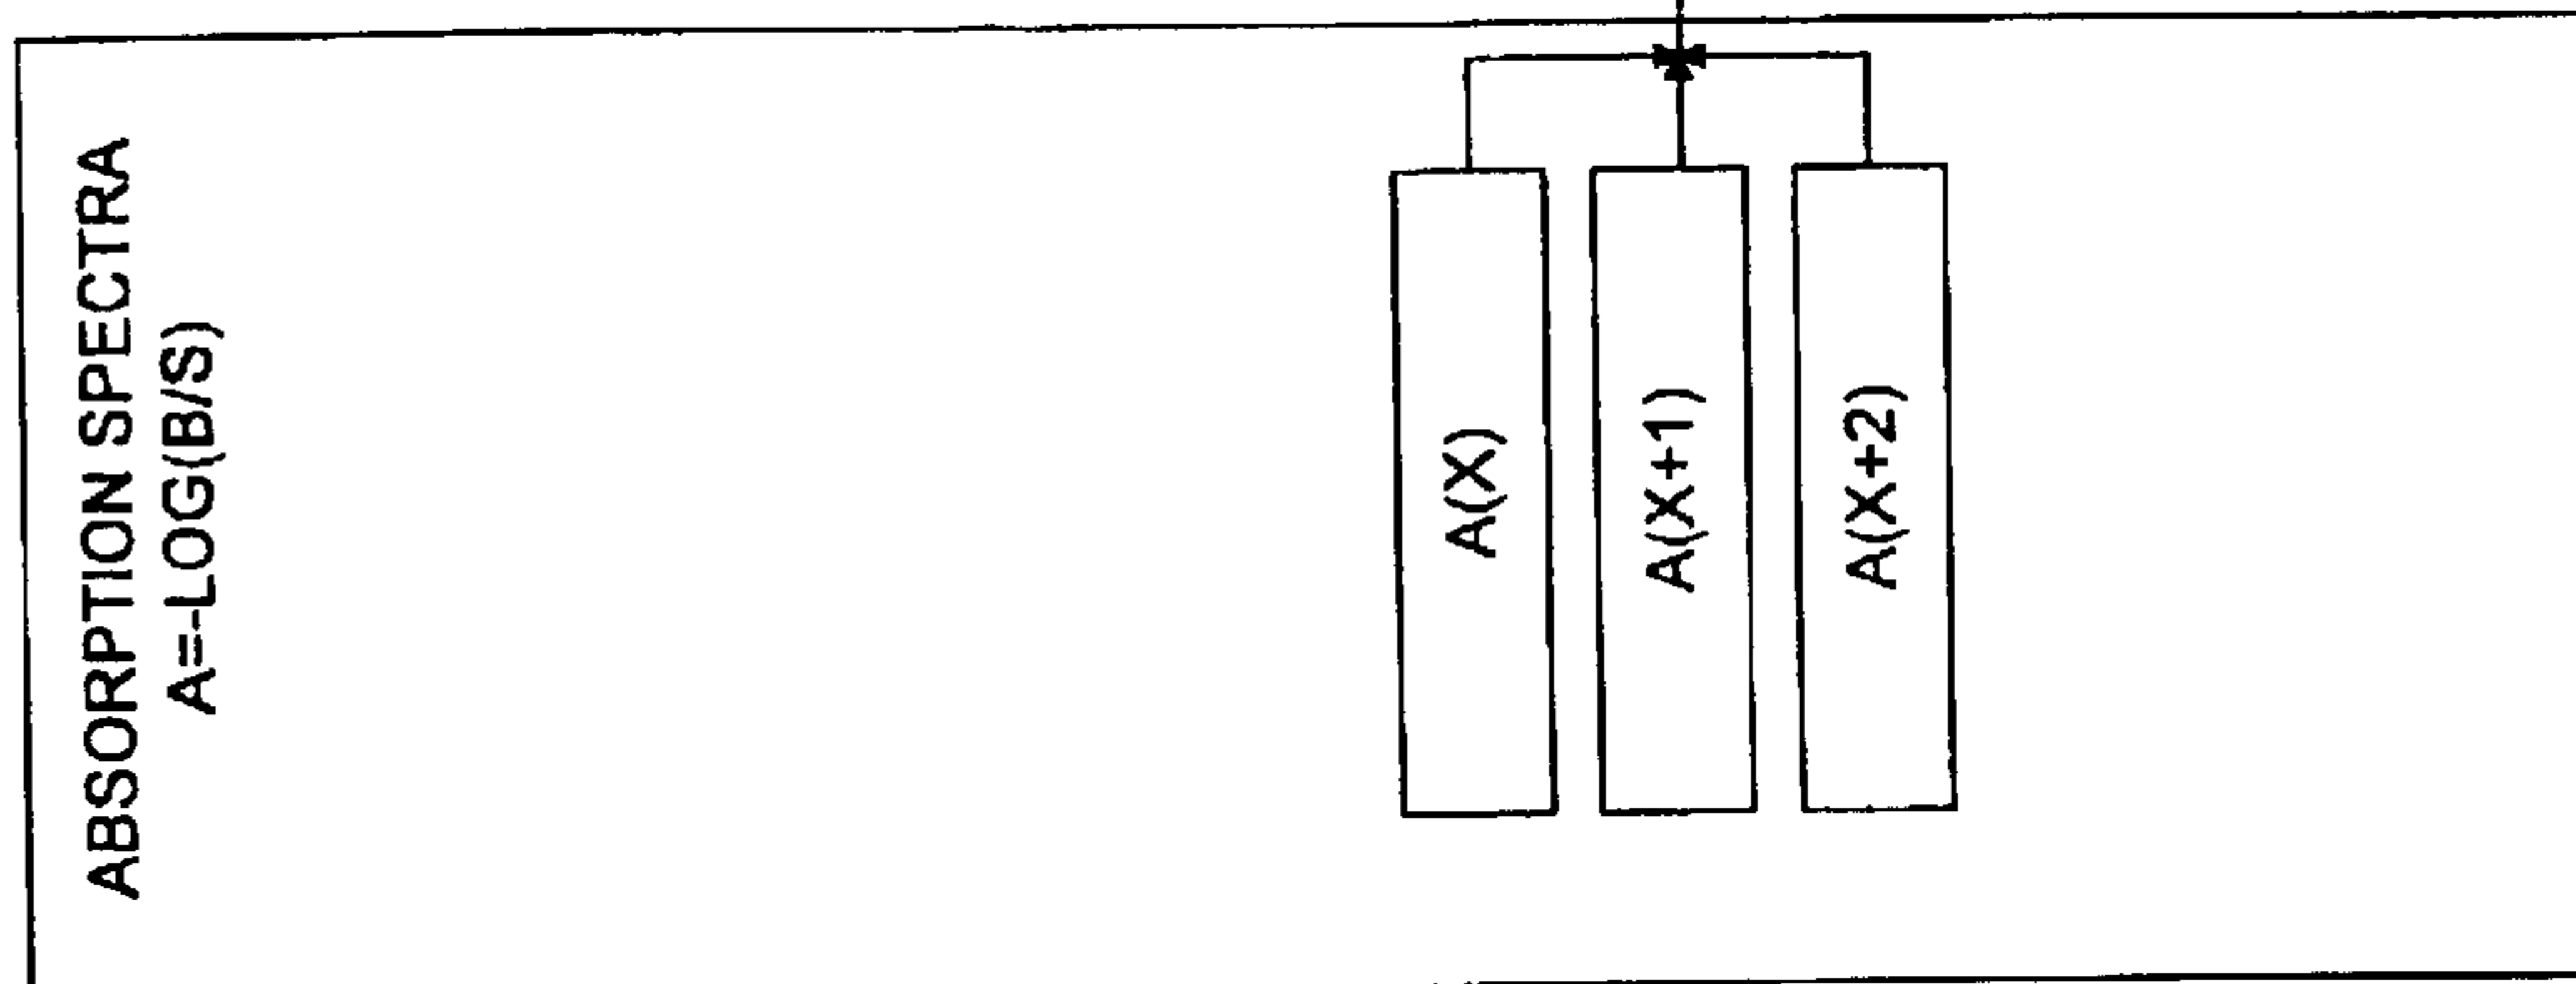 ABSORPTION SPECTRA
A=-LOG(B/S)
A(X)
A(X+1)
A(X+2)